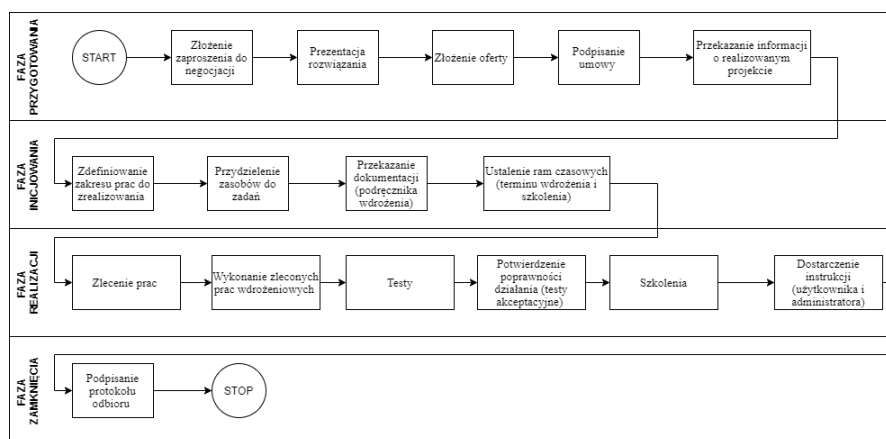 FAZA
PRZYGOTOWANIA
START
Złożenie
zaproszenia do
negocjacji
Prezentacja
rozwiązania
Złożenie oferty
Podpisanie
umowy
Przekazanie informacji
o realizowanym
projekcie
FAZA
INICJOWANIA
Zdefiniowanie
zakresu prac do
zrealizowania
Przydzielenie
zasobów do
zadań
Przekazanie
dokumentacji
(podręcznika
wdrożenia)
Ustalenie ram czasowych
(terminu wdrożenia i
szkolenia)
FAZA
REALIZACJI
Zlecenie prac
Wykonanie zleconych
prac wdrożeniowych
Testy
Potwierdzenie
poprawności
działania (testy
akceptacyjne)
Szkolenia
Dostarczenie
instrukcji
(użytkownika i
administratora)
FAZA
ZAMKNIĘCIA
Podpisanie
protokołu
odbioru
STOP